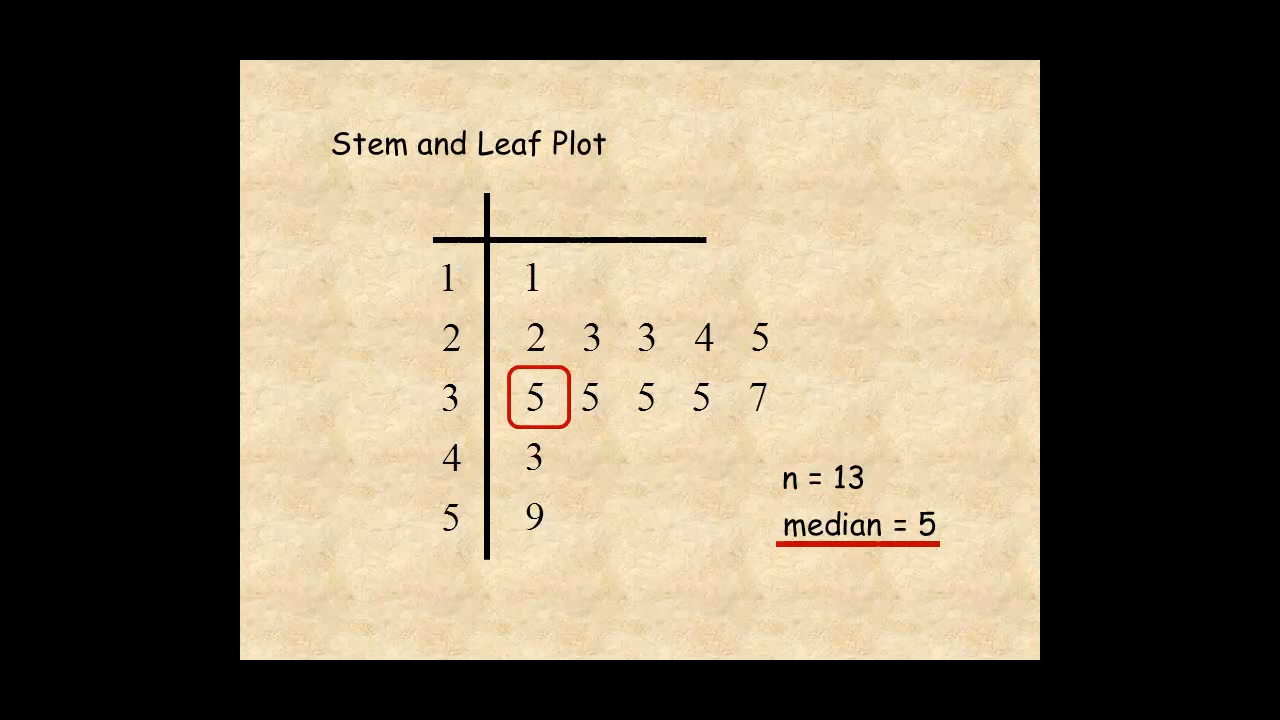 Stem and Leaf Plot
1 1
2 2 3 3 4 5
3 5 5 5 5 7
4 3
5 9
n = 13
median = 5